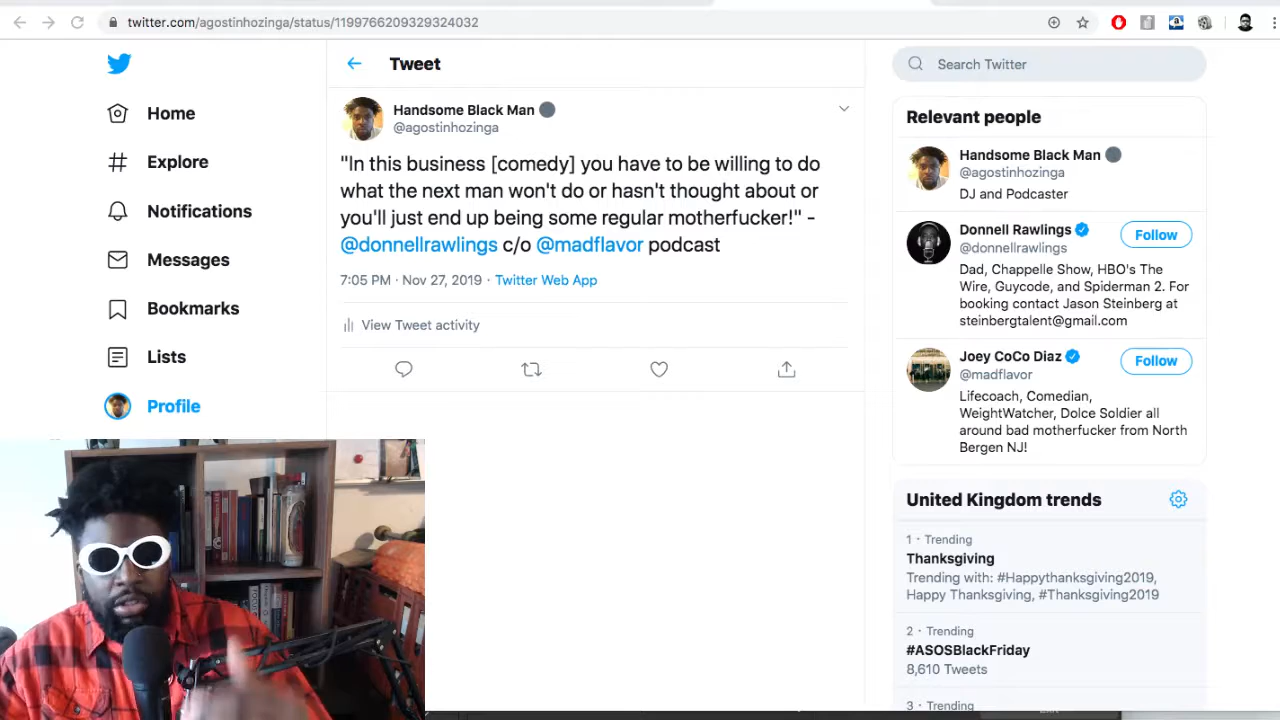 twitter.com/agostinhozinga/status/1199766209329324032
Home
Explore
Notifications
Messages
Bookmarks
Lists
Profile
Tweet
Handsome Black Man
@agostinhozinga
"In this business [comedy] you have to be willing to do
what the next man won't do or hasn't thought about or
you'll just end up being some regular motherfucker!" -
@donnellrawlings c/o @madflavor podcast
7:05 PM · Nov 27, 2019 · Twitter Web App
View Tweet activity
Search Twitter
Relevant people
Handsome Black Man
@agostinhozinga
DJ and Podcaster
Donnell Rawlings
@donnellrawlings
Follow
Dad, Chappelle Show, HBO's The
Wire, Guycode, and Spiderman 2. For
booking contact Jason Steinberg at
steinbergtalent@gmail.com
Joey CoCo Diaz
@madflavor
Follow
Lifecoach, Comedian,
WeightWatcher, Dolce Soldier all
around bad motherfucker from North
Bergen NJ!
United Kingdom trends
1 · Trending
Thanksgiving
Trending with: #Happythanksgiving2019,
Happy Thanksgiving, #Thanksgiving2019
2 · Trending
#ASOSBlackFriday
8,610 Tweets
3 · Trending